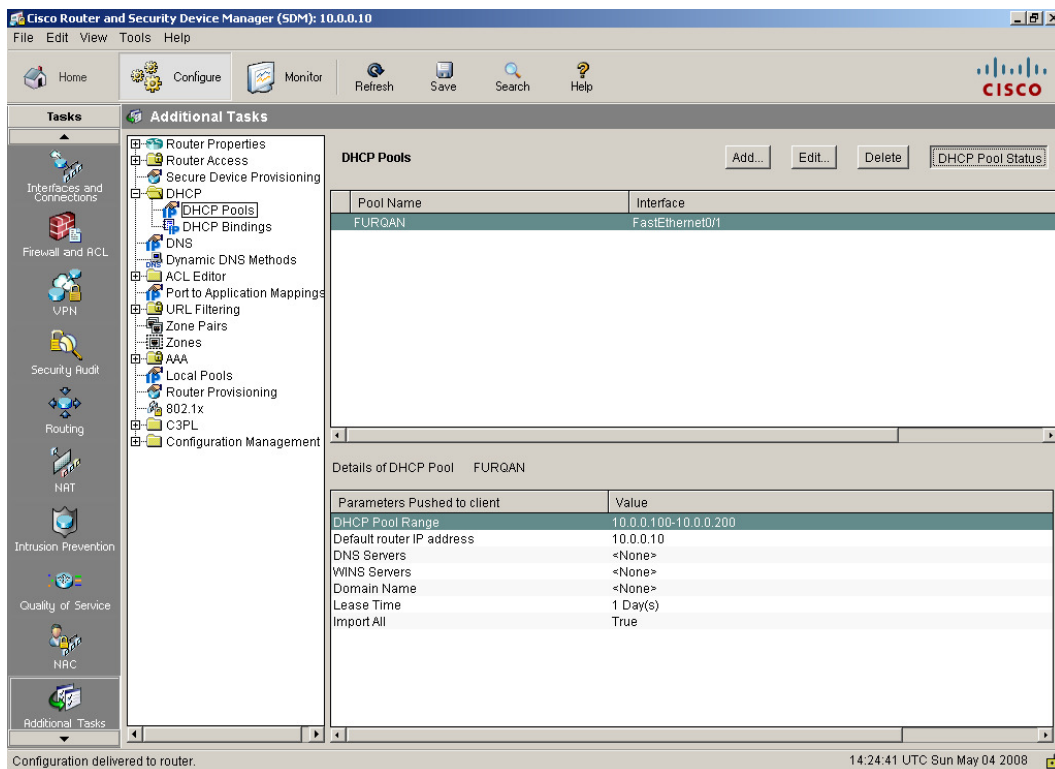 Cisco Router and Security Device Manager (SDM): 10.0.0.10
File Edit View Tools Help
Home Configure Monitor Refresh Save Search Help CISCO
Tasks
Additional Tasks
Interfaces and
Connections
Firewall and ACL
VPN
Security Audit
Routing
NAT
Intrusion Prevention
Quality of Service
NAC
Additional Tasks
Router Properties
Router Access
Secure Device Provisioning
DHCP
DHCP Pools
DHCP Bindings
DNS
Dynamic DNS Methods
ACL Editor
Port to Application Mappings
URL Filtering
Zone Pairs
Zones
AAA
Local Pools
Router Provisioning
802.1x
C3PL
Configuration Management
DHCP Pools Add... Edit... Delete DHCP Pool Status
Pool Name Interface
FURQAN FastEthernet0/1
Details of DHCP Pool FURQAN
Parameters Pushed to client Value
DHCP Pool Range 10.0.0.100-10.0.0.200
Default router IP address 10.0.0.10
DNS Servers <None>
WINS Servers <None>
Domain Name <None>
Lease Time 1 Day(s)
Import All True
Configuration delivered to router. 14:24:41 UTC Sun May 04 2008